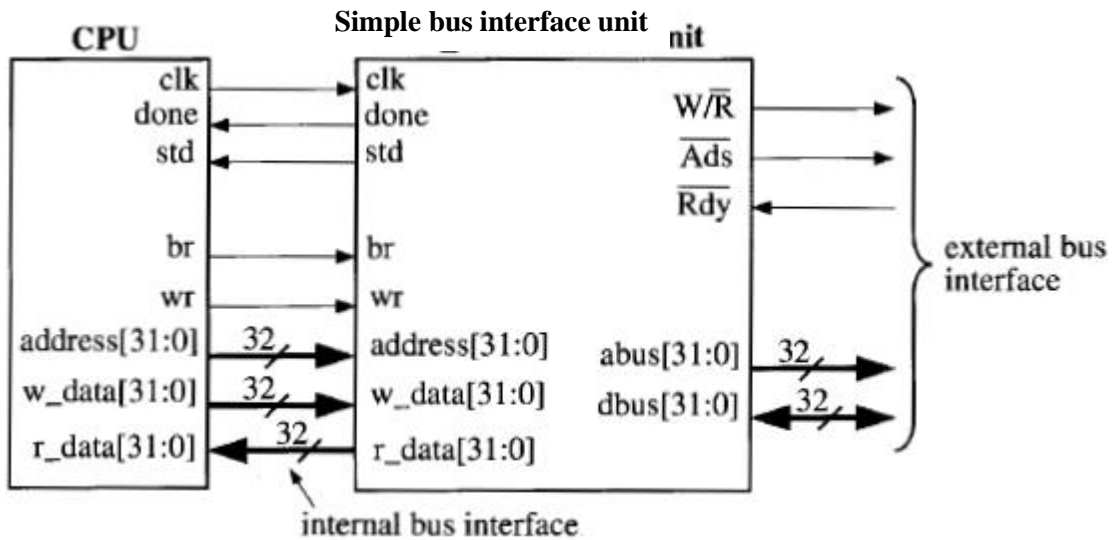 Simple bus interface unit
CPU
nit
clk
done
std
br
wr
address[31:0]
w_data[31:0]
r_data[31:0]
32
32
32
clk
done
std
br
wr
address[31:0]
w_data[31:0]
r_data[31:0]
W/R̅
A̅d̅s̅
R̅d̅y̅
abus[31:0]
dbus[31:0]
32
32
external bus
interface
internal bus interface